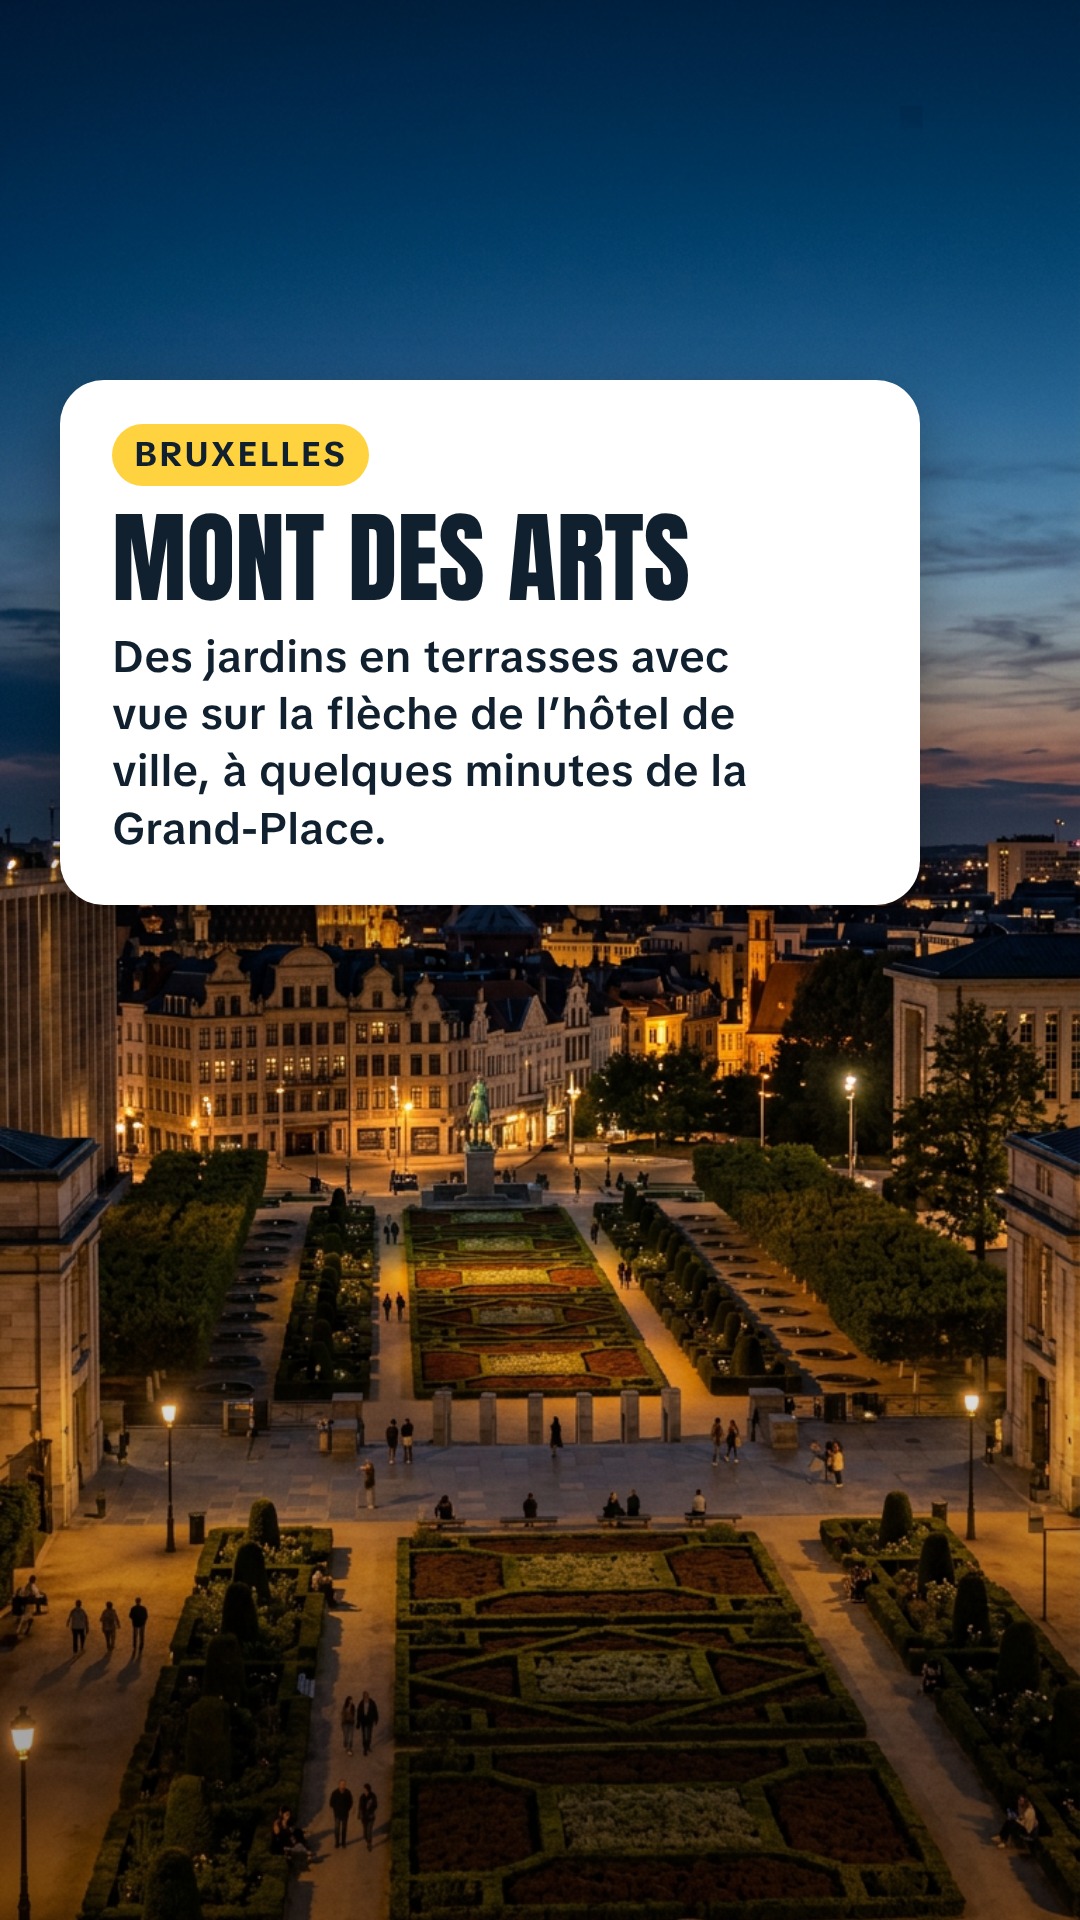 BRUXELLES
MONT DES ARTS
Des jardins en terrasses avec
vue sur la flèche de l’hôtel de
ville, à quelques minutes de la
Grand-Place.